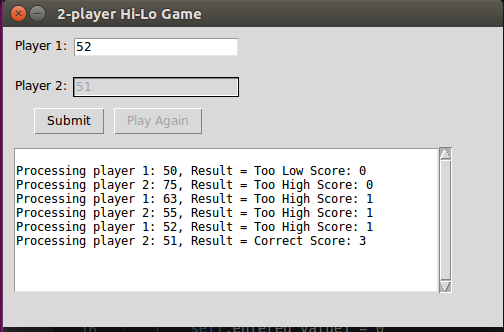 2-player Hi-Lo Game
Player 1: 52
Player 2: 51
Submit Play Again
Processing player 1: 50, Result = Too Low Score: 0
Processing player 2: 75, Result = Too High Score: 0
Processing player 1: 63, Result = Too High Score: 1
Processing player 2: 55, Result = Too High Score: 1
Processing player 1: 52, Result = Too High Score: 1
Processing player 2: 51, Result = Correct Score: 3